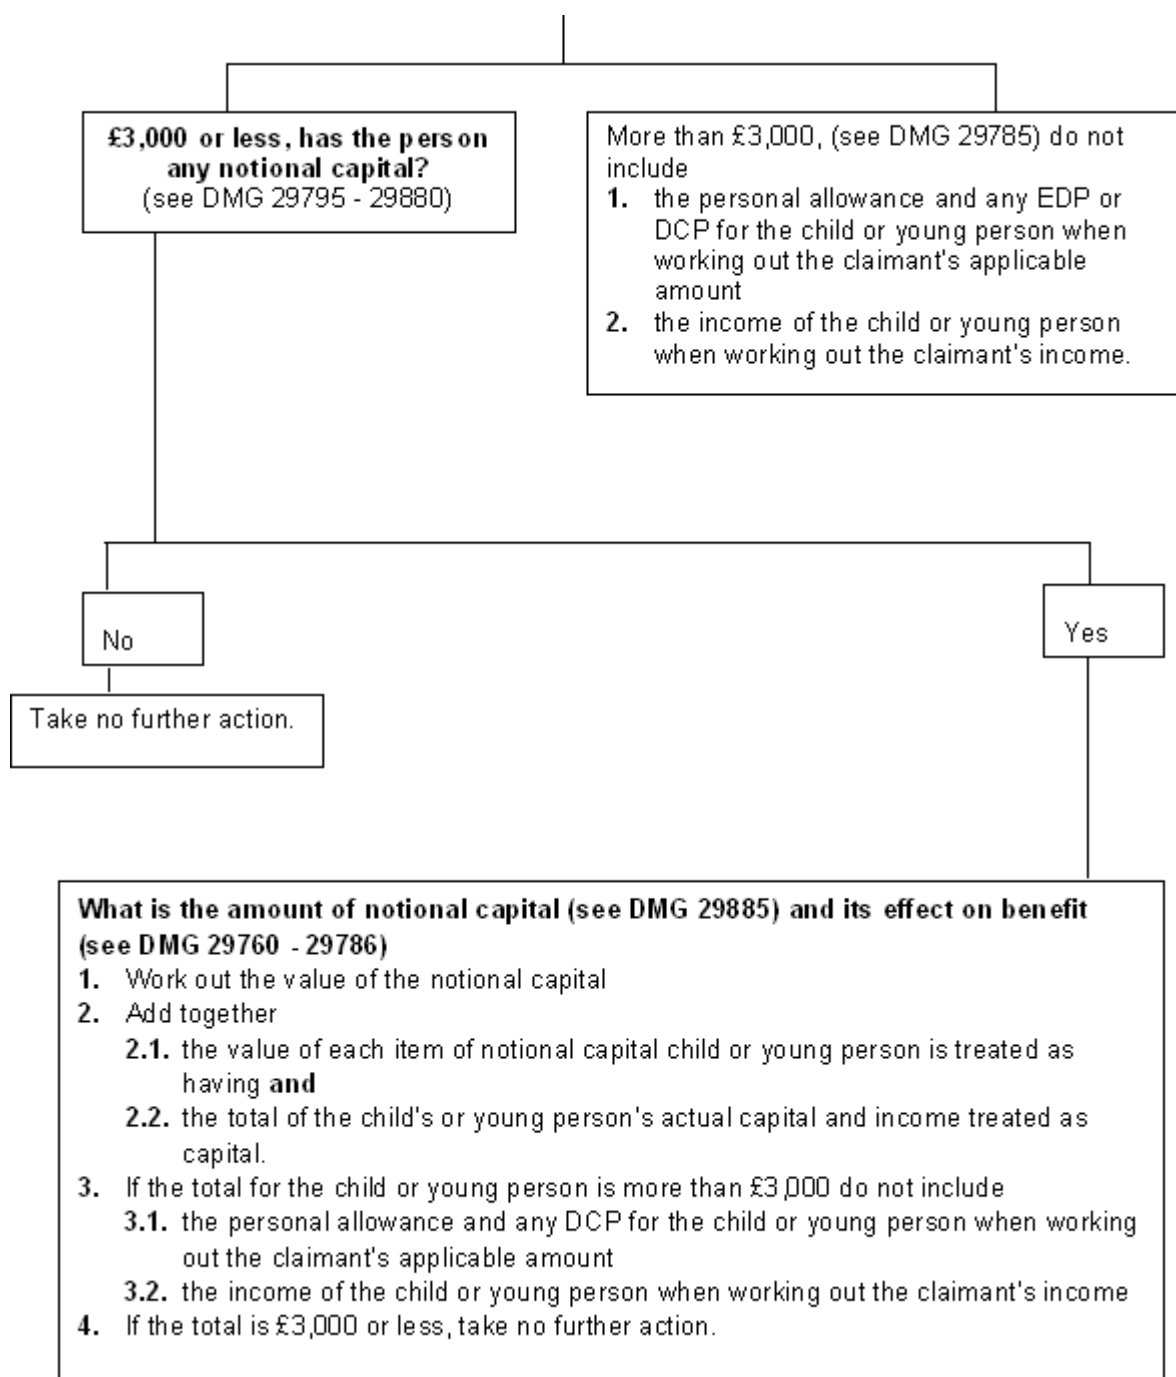 £3,000 or less, has the person
any notional capital?
(see DMG 29795 - 29880)
More than £3,000, (see DMG 29785) do not
include
1. the personal allowance and any EDP or
DCP for the child or young person when
working out the claimant's applicable
amount
2. the income of the child or young person
when working out the claimant's income.
No
Yes
Take no further action.
What is the amount of notional capital (see DMG 29885) and its effect on benefit
(see DMG 29760 - 29786)
1. Work out the value of the notional capital
2. Add together
2.1. the value of each item of notional capital child or young person is treated as
having and
2.2. the total of the child's or young person's actual capital and income treated as
capital.
3. If the total for the child or young person is more than £3,000 do not include
3.1. the personal allowance and any DCP for the child or young person when working
out the claimant's applicable amount
3.2. the income of the child or young person when working out the claimant's income
4. If the total is £3,000 or less, take no further action.